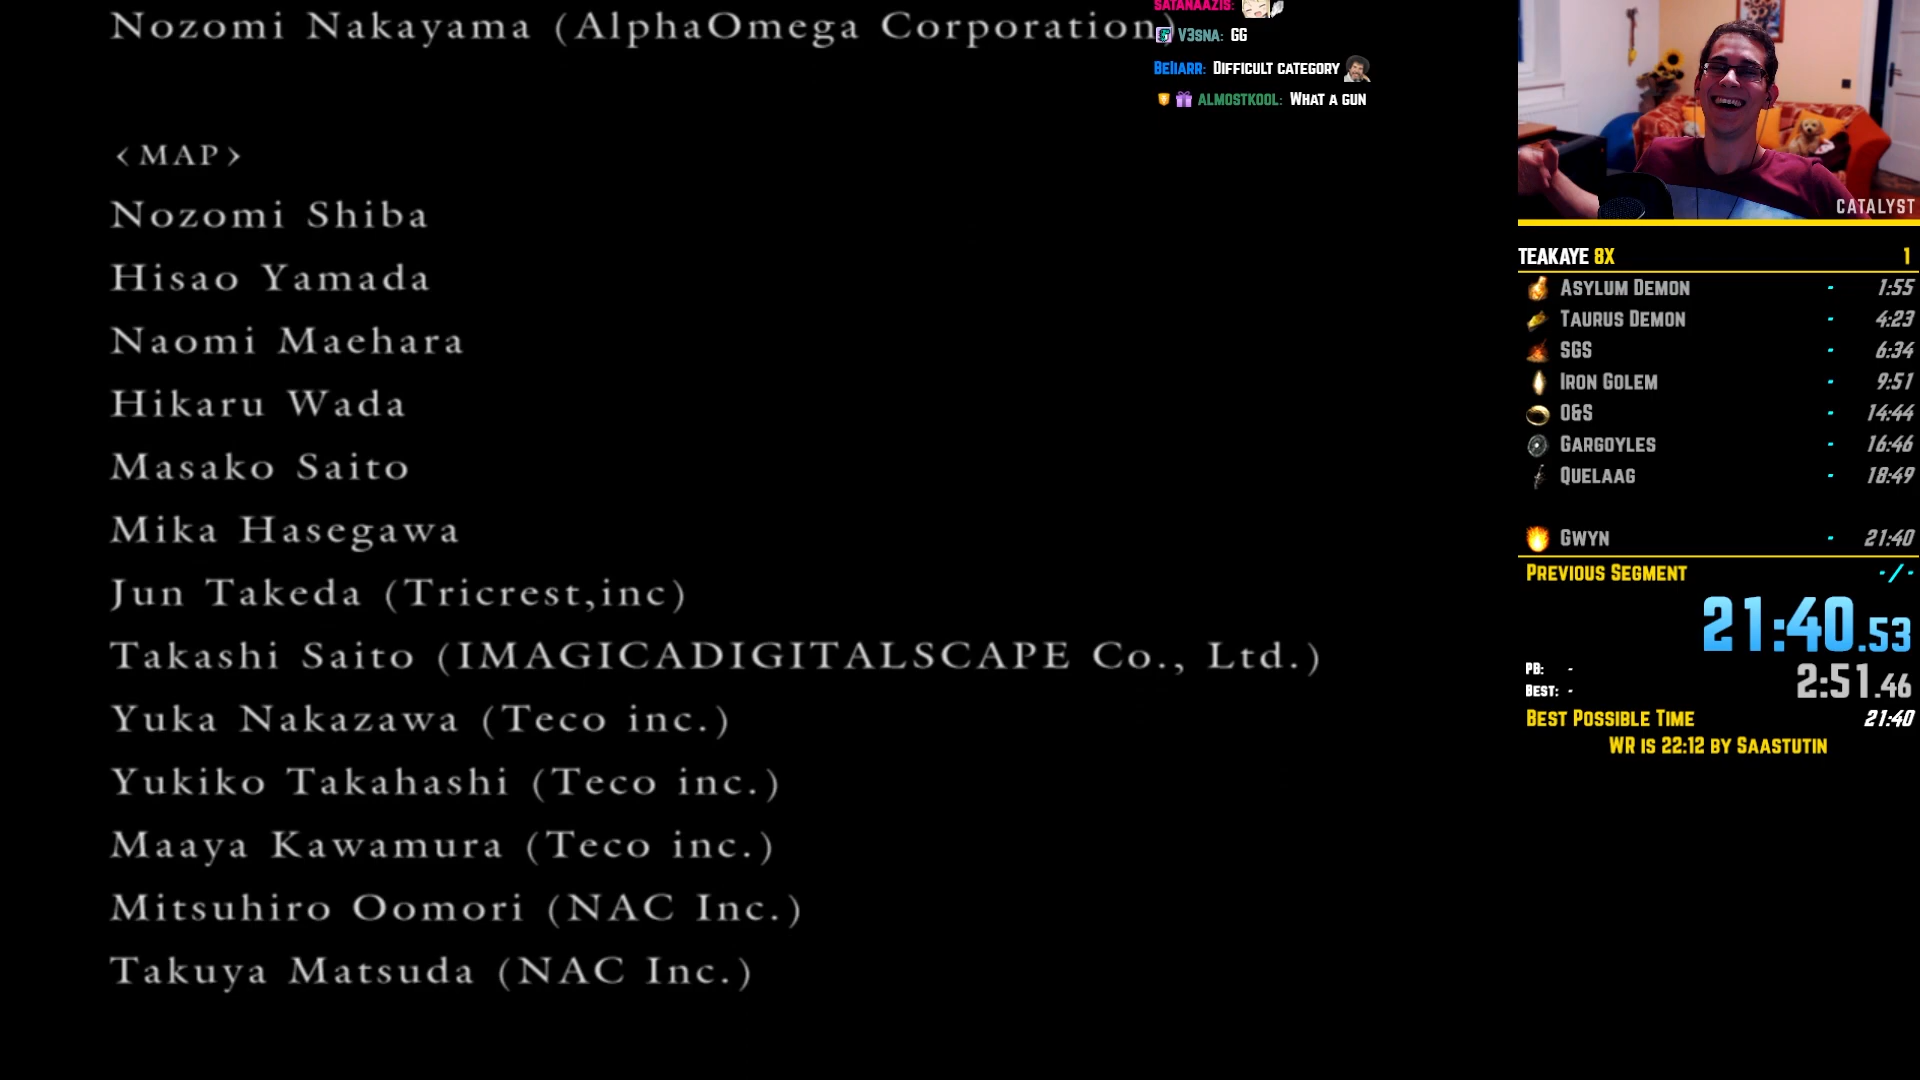 Nozomi Nakayama (AlphaOmega Corporation)
<MAP>
Nozomi Shiba
Hisao Yamada
Naomi Maehara
Hikaru Wada
Masako Saito
Mika Hasegawa
Jun Takeda (Tricrest,inc)
Takashi Saito (IMAGICADIGITALSCAPE Co., Ltd.)
Yuka Nakazawa (Teco inc.)
Yukiko Takahashi (Teco inc.)
Maaya Kawamura (Teco inc.)
Mitsuhiro Oomori (NAC Inc.)
Takuya Matsuda (NAC Inc.)
SATANAAZIS:
V3SNA: GG
BEIIARR: DIFFICULT CATEGORY
ALMOSTKOOL: WHAT A GUN
CATALYST
TEAKAYE 8X 1
ASYLUM DEMON - 1:55
TAURUS DEMON - 4:23
SGS - 6:34
IRON GOLEM - 9:51
O&S - 14:44
GARGOYLES - 16:46
QUELAAG - 18:49
GWYN - 21:40
PREVIOUS SEGMENT -/-
21:40.53
PB: -
BEST: -
2:51.46
BEST POSSIBLE TIME 21:40
WR IS 22:12 BY SAASTUTIN